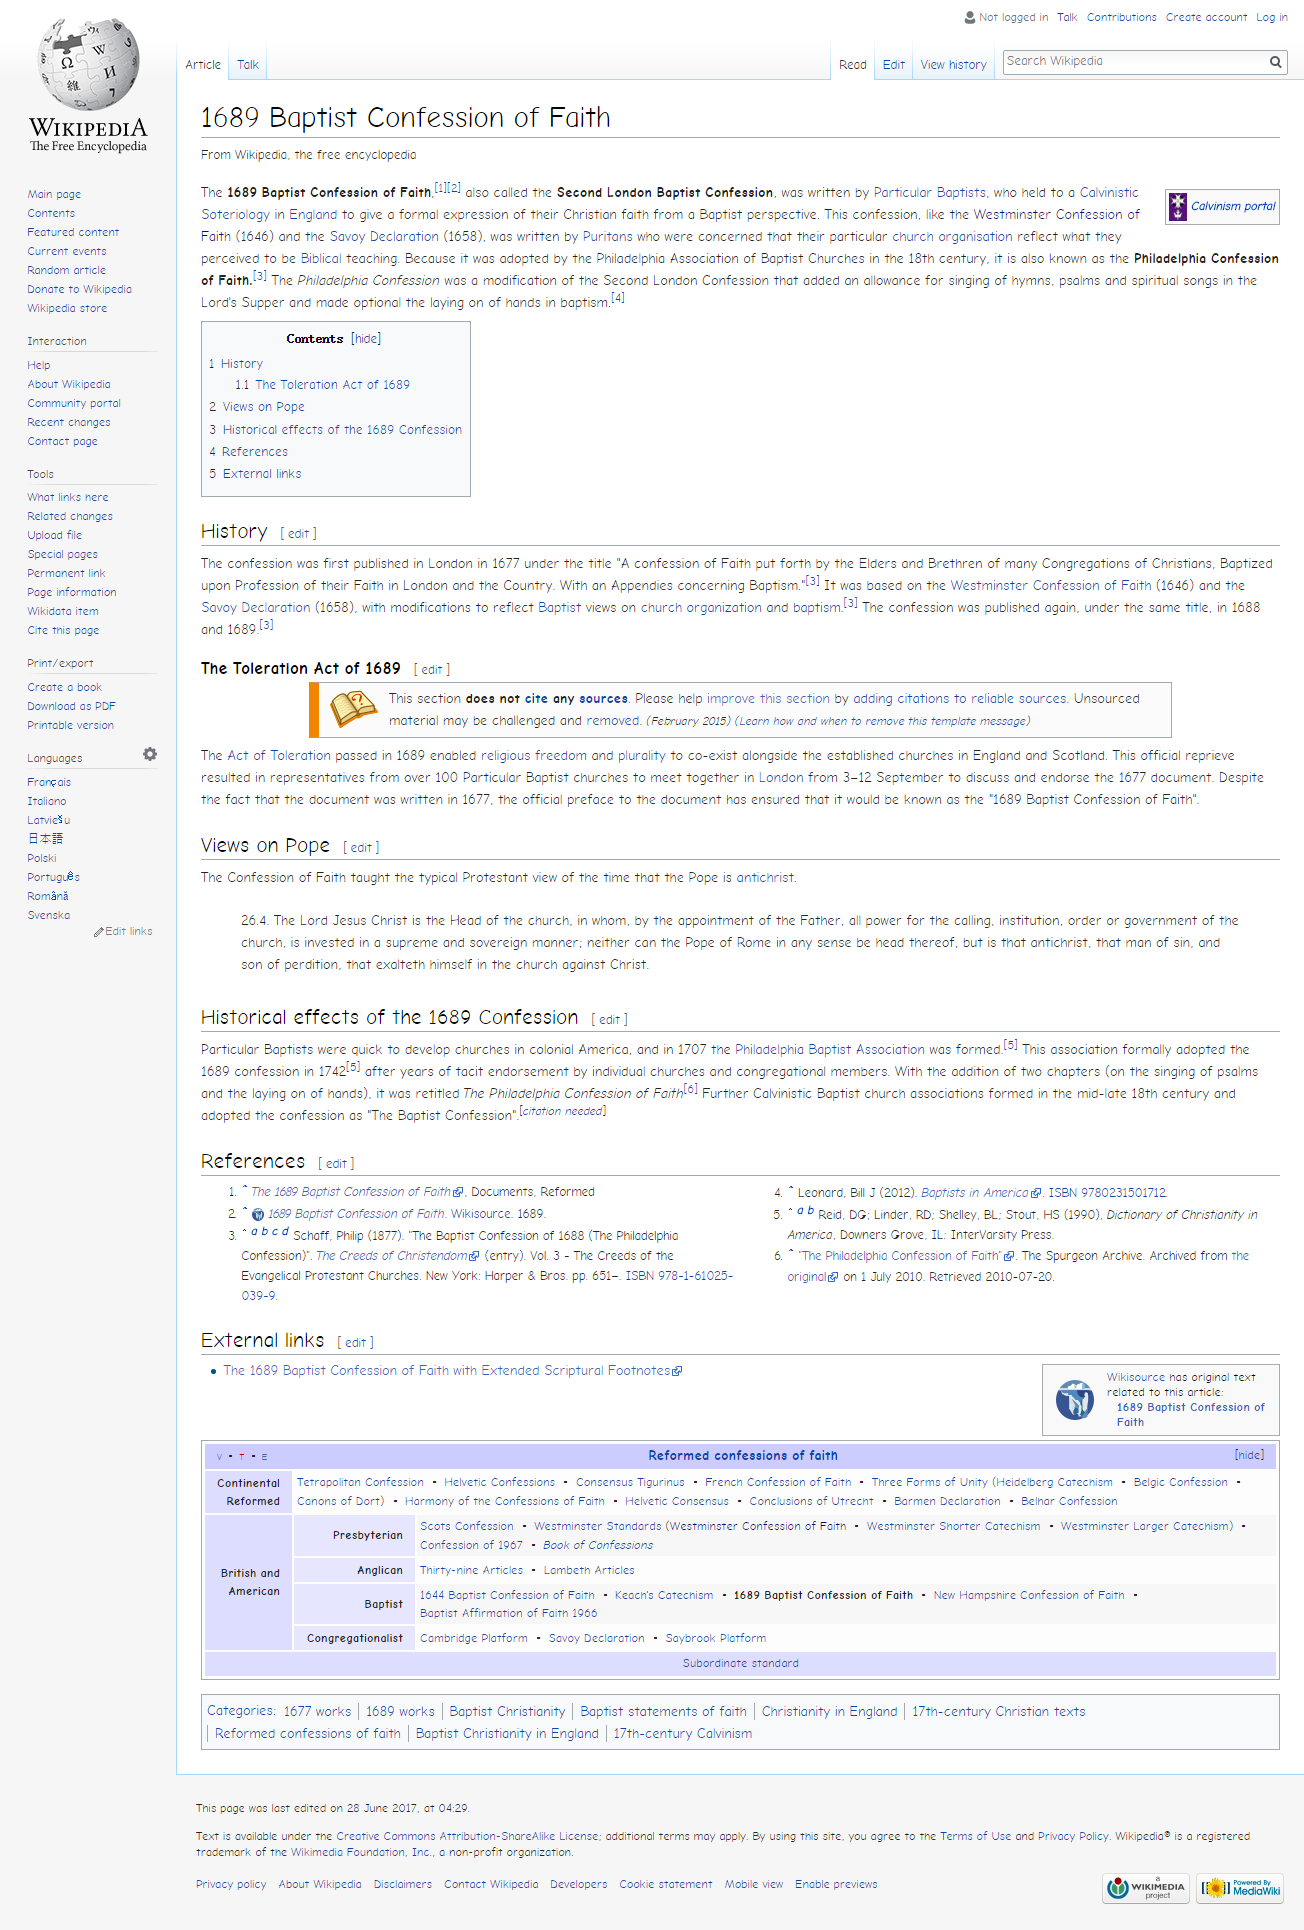 Not logged in Talk Contributions Create account Log in
Article Talk Read Edit View history Search Wikipedia
WIKIPEDIA
The Free Encyclopedia
Main page
Contents
Featured content
Current events
Random article
Donate to Wikipedia
Wikipedia store
Interaction
Help
About Wikipedia
Community portal
Recent changes
Contact page
Tools
What links here
Related changes
Upload file
Special pages
Permanent link
Page information
Wikidata item
Cite this page
Print/export
Create a book
Download as PDF
Printable version
Languages
Français
Italiano
Latviešu
日本語
Polski
Português
Română
Svenska
Edit links
1689 Baptist Confession of Faith
From Wikipedia, the free encyclopedia
Calvinism portal
The 1689 Baptist Confession of Faith,[1][2] also called the Second London Baptist Confession, was written by Particular Baptists, who held to a Calvinistic
Soteriology in England to give a formal expression of their Christian faith from a Baptist perspective. This confession, like the Westminster Confession of
Faith (1646) and the Savoy Declaration (1658), was written by Puritans who were concerned that their particular church organisation reflect what they
perceived to be Biblical teaching. Because it was adopted by the Philadelphia Association of Baptist Churches in the 18th century, it is also known as the Philadelphia Confession
of Faith.[3] The Philadelphia Confession was a modification of the Second London Confession that added an allowance for singing of hymns, psalms and spiritual songs in the
Lord's Supper and made optional the laying on of hands in baptism.[4]
Contents [hide]
1 History
1.1 The Toleration Act of 1689
2 Views on Pope
3 Historical effects of the 1689 Confession
4 References
5 External links
History [ edit ]
The confession was first published in London in 1677 under the title "A confession of Faith put forth by the Elders and Brethren of many Congregations of Christians, Baptized
upon Profession of their Faith in London and the Country. With an Appendies concerning Baptism."[3] It was based on the Westminster Confession of Faith (1646) and the
Savoy Declaration (1658), with modifications to reflect Baptist views on church organization and baptism.[3] The confession was published again, under the same title, in 1688
and 1689.[3]
The Toleration Act of 1689 [ edit ]
This section does not cite any sources. Please help improve this section by adding citations to reliable sources. Unsourced
material may be challenged and removed. (February 2015) (Learn how and when to remove this template message)
The Act of Toleration passed in 1689 enabled religious freedom and plurality to co-exist alongside the established churches in England and Scotland. This official reprieve
resulted in representatives from over 100 Particular Baptist churches to meet together in London from 3–12 September to discuss and endorse the 1677 document. Despite
the fact that the document was written in 1677, the official preface to the document has ensured that it would be known as the "1689 Baptist Confession of Faith".
Views on Pope [ edit ]
The Confession of Faith taught the typical Protestant view of the time that the Pope is antichrist.
26.4. The Lord Jesus Christ is the Head of the church, in whom, by the appointment of the Father, all power for the calling, institution, order or government of the
church, is invested in a supreme and sovereign manner; neither can the Pope of Rome in any sense be head thereof, but is that antichrist, that man of sin, and
son of perdition, that exalteth himself in the church against Christ.
Historical effects of the 1689 Confession [ edit ]
Particular Baptists were quick to develop churches in colonial America, and in 1707 the Philadelphia Baptist Association was formed.[5] This association formally adopted the
1689 confession in 1742[5] after years of tacit endorsement by individual churches and congregational members. With the addition of two chapters (on the singing of psalms
and the laying on of hands), it was retitled The Philadelphia Confession of Faith[6] Further Calvinistic Baptist church associations formed in the mid-late 18th century and
adopted the confession as "The Baptist Confession".[citation needed]
References [ edit ]
1. ^ The 1689 Baptist Confession of Faith, Documents, Reformed
2. ^ 1689 Baptist Confession of Faith. Wikisource. 1689.
3. ^ a b c d Schaff, Philip (1877). "The Baptist Confession of 1688 (The Philadelphia
Confession)". The Creeds of Christendom (entry). Vol. 3 - The Creeds of the
Evangelical Protestant Churches. New York: Harper & Bros. pp. 651–. ISBN 978-1-61025-
039-9.
4. ^ Leonard, Bill J (2012). Baptists in America. ISBN 9780231501712.
5. ^ a b Reid, DG; Linder, RD; Shelley, BL; Stout, HS (1990), Dictionary of Christianity in
America, Downers Grove, IL: InterVarsity Press.
6. ^ "The Philadelphia Confession of Faith". The Spurgeon Archive. Archived from the
original on 1 July 2010. Retrieved 2010-07-20.
External links [ edit ]
• The 1689 Baptist Confession of Faith with Extended Scriptural Footnotes
Wikisource has original text
related to this article:
1689 Baptist Confession of
Faith
V • T • E Reformed confessions of faith [hide]
Continental
Reformed
Tetrapolitan Confession • Helvetic Confessions • Consensus Tigurinus • French Confession of Faith • Three Forms of Unity (Heidelberg Catechism • Belgic Confession •
Canons of Dort) • Harmony of the Confessions of Faith • Helvetic Consensus • Conclusions of Utrecht • Barmen Declaration • Belhar Confession
British and
American
Presbyterian
Scots Confession • Westminster Standards (Westminster Confession of Faith • Westminster Shorter Catechism • Westminster Larger Catechism) •
Confession of 1967 • Book of Confessions
Anglican Thirty-nine Articles • Lambeth Articles
Baptist
1644 Baptist Confession of Faith • Keach's Catechism • 1689 Baptist Confession of Faith • New Hampshire Confession of Faith •
Baptist Affirmation of Faith 1966
Congregationalist Cambridge Platform • Savoy Declaration • Saybrook Platform
Subordinate standard
Categories: 1677 works | 1689 works | Baptist Christianity | Baptist statements of faith | Christianity in England | 17th-century Christian texts
| Reformed confessions of faith | Baptist Christianity in England | 17th-century Calvinism
This page was last edited on 28 June 2017, at 04:29.
Text is available under the Creative Commons Attribution-ShareAlike License; additional terms may apply. By using this site, you agree to the Terms of Use and Privacy Policy. Wikipedia® is a registered
trademark of the Wikimedia Foundation, Inc., a non-profit organization.
Privacy policy About Wikipedia Disclaimers Contact Wikipedia Developers Cookie statement Mobile view Enable previews
a WIKIMEDIA project
Powered By MediaWiki